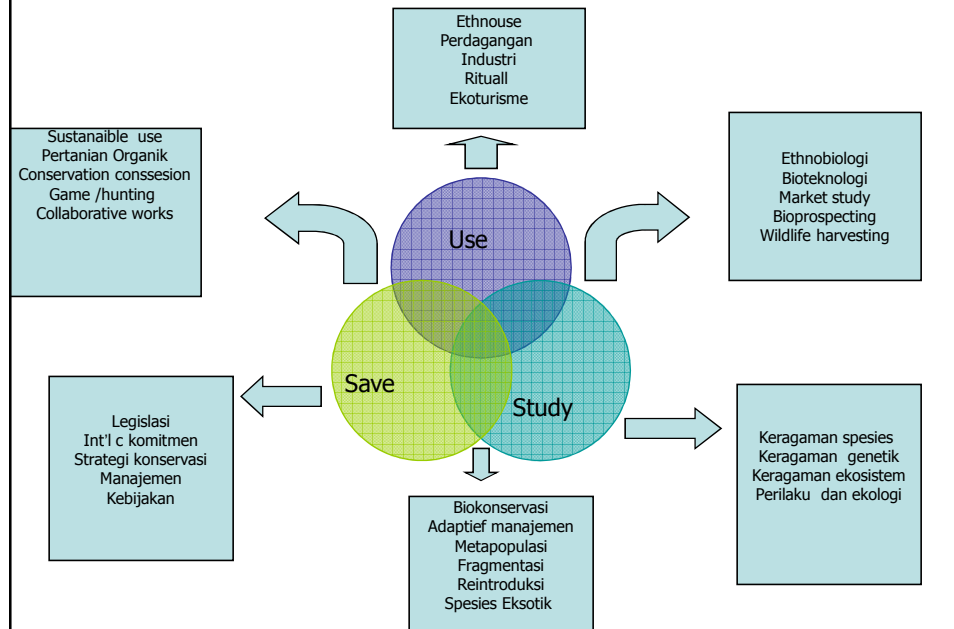 Ethnouse
Perdagangan
Industri
Rituall
Ekoturisme
Sustanaible use
Pertanian Organik
Conservation conssesion
Game /hunting
Collaborative works
Ethnobiologi
Bioteknologi
Market study
Bioprospecting
Wildlife harvesting
Use
Save
Study
Legislasi
Int'l c komitmen
Strategi konservasi
Manajemen
Kebijakan
Keragaman spesies
Keragaman genetik
Keragaman ekosistem
Perilaku dan ekologi
Biokonservasi
Adaptief manajemen
Metapopulasi
Fragmentasi
Reintroduksi
Spesies Eksotik